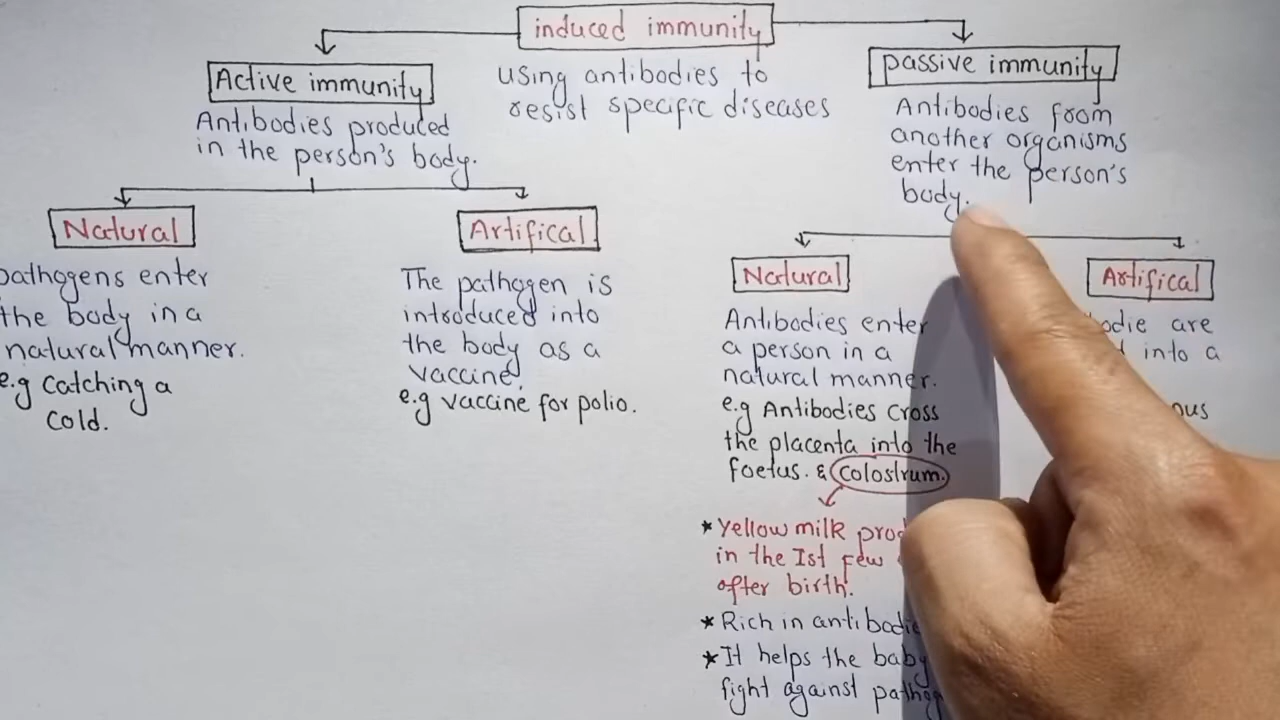 induced immunity
using antibodies to
resist specific diseases
Active immunity
Antibodies produced
in the person's body.
Natural
pathogens enter
the body in a
natural manner.
e.g catching a
cold.
Artifical
The pathogen is
introduced into
the body as a
vaccine.
e.g vaccine for polio.
passive immunity
Antibodies from
another organisms
enter the person's
body.
Natural
Antibodies enter
a person in a
natural manner.
e.g Antibodies cross
the placenta into the
foetus. & colostrum.
* Yellow milk
in the Ist few
after birth.
* Rich in
* It helps the baby
fight against
Artifical
are
into a